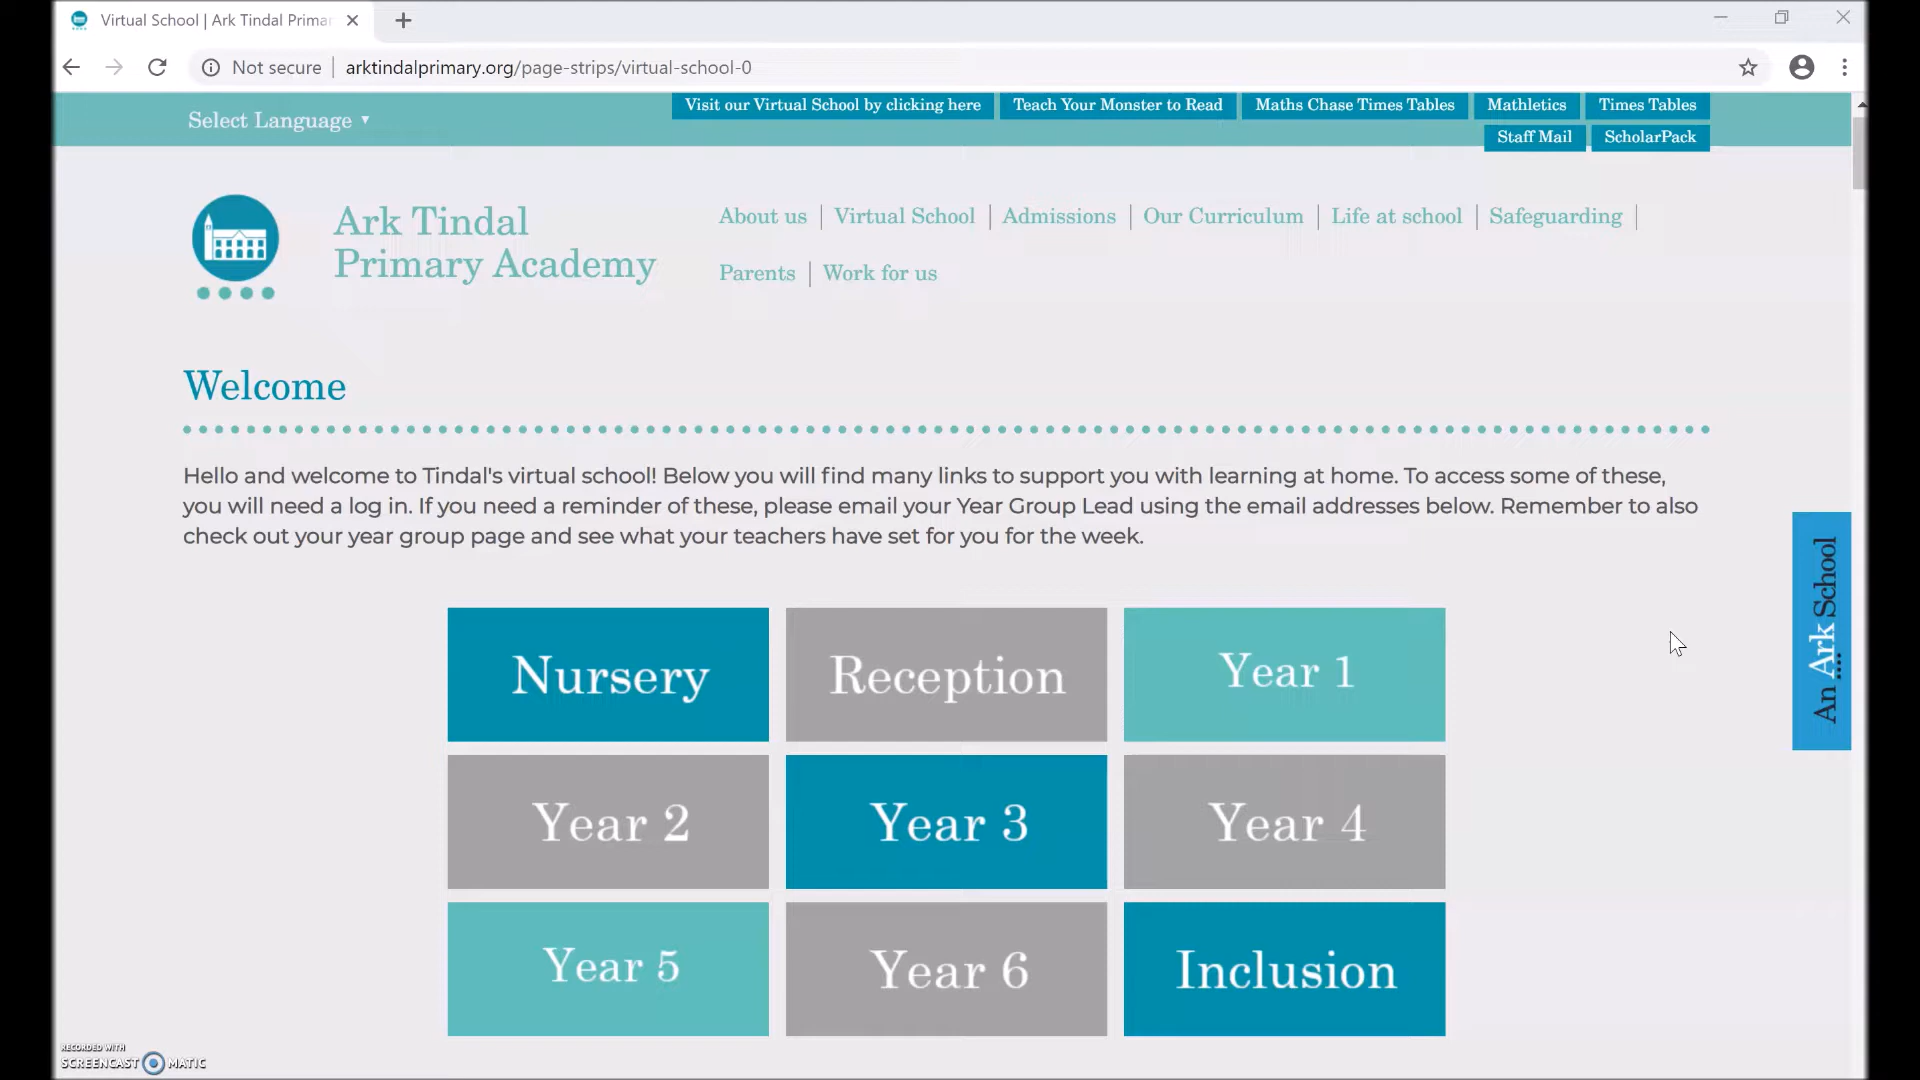 Virtual School | Ark Tindal Prima
Not secure
arktindalprimary.org/page-strips/virtual-school-0
Select Language
Visit our Virtual School by clicking here
Teach Your Monster to Read
Maths Chase Times Tables
Mathletics
Times Tables
Staff Mail
ScholarPack
Ark Tindal
Primary Academy
About us
Virtual School
Admissions
Our Curriculum
Life at school
Safeguarding
Parents
Work for us
Welcome
Hello and welcome to Tindal's virtual school! Below you will find many links to support you with learning at home. To access some of these,
you will need a log in. If you need a reminder of these, please email your Year Group Lead using the email addresses below. Remember to also
check out your year group page and see what your teachers have set for you for the week.
An Ark School
Nursery
Reception
Year 1
Year 2
Year 3
Year 4
Year 5
Year 6
Inclusion
RECORDED WITH
SCREENCAST MATIC